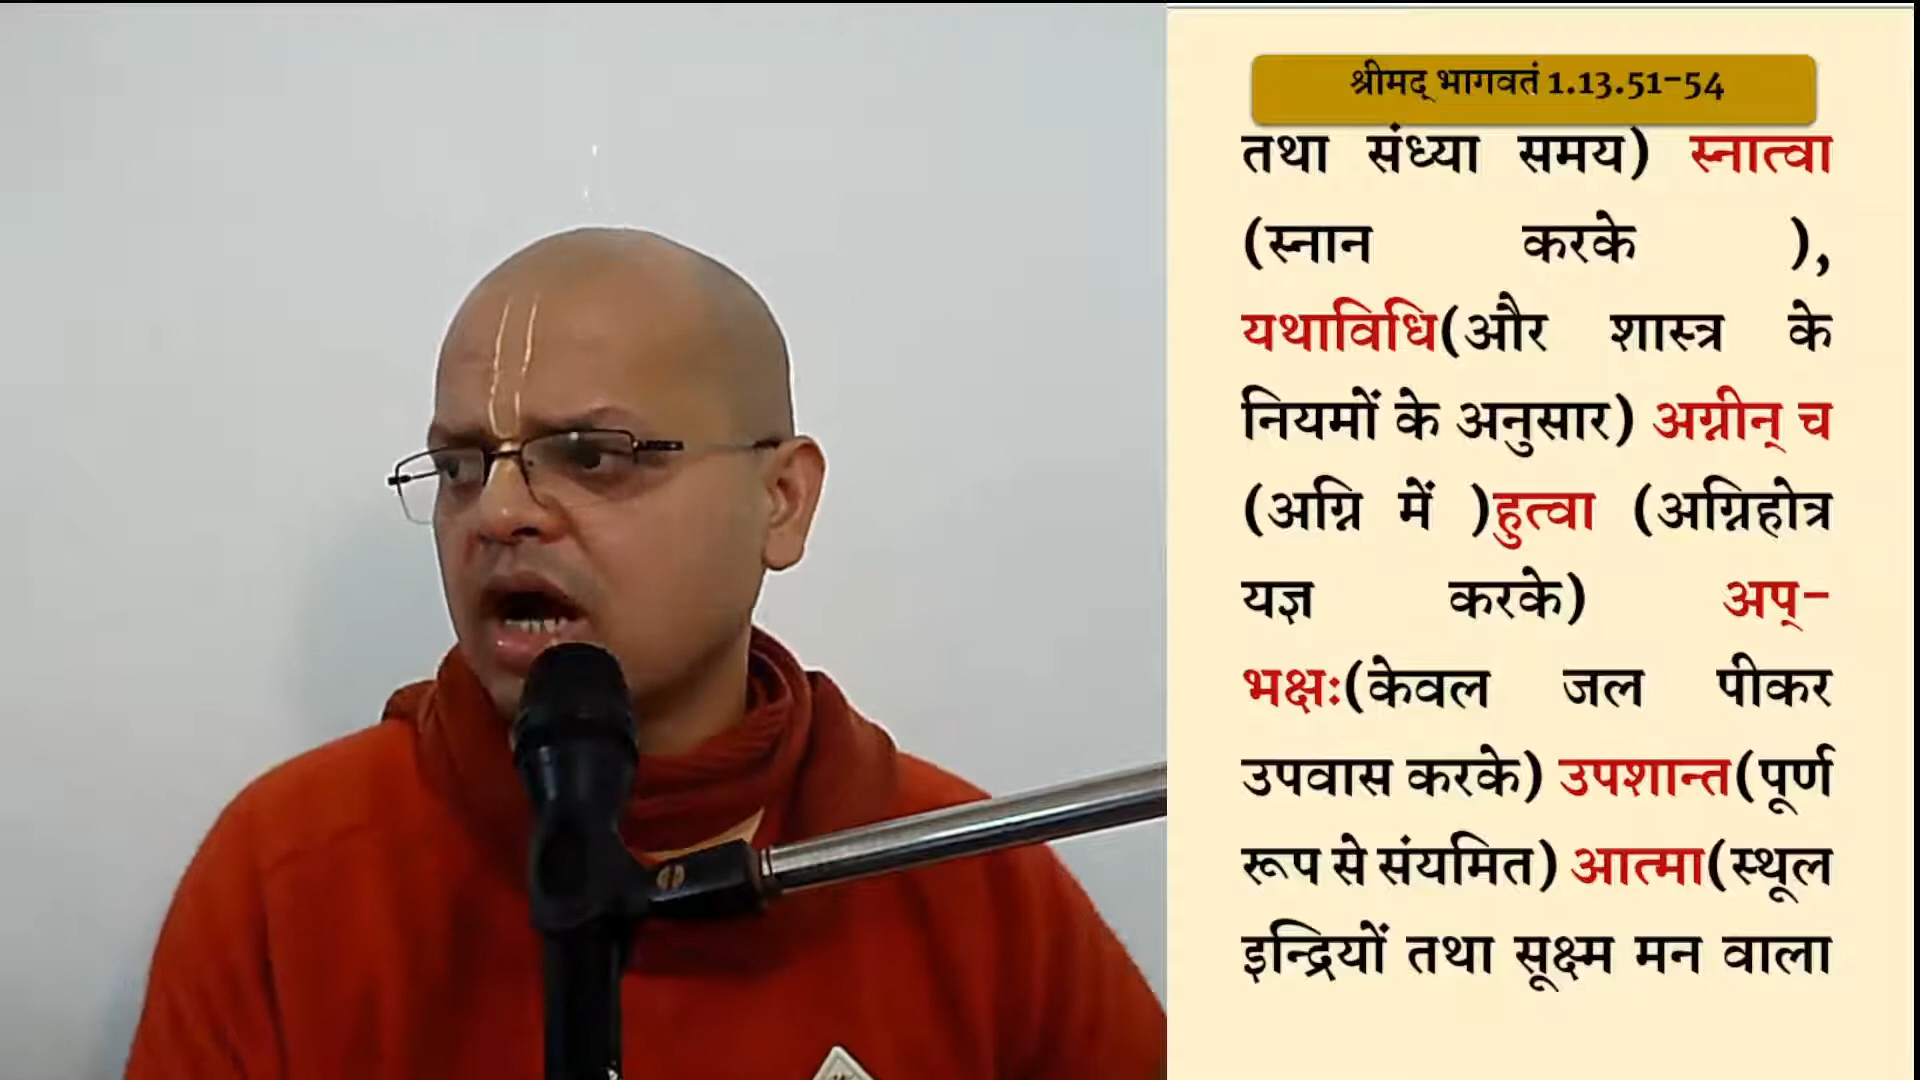 श्रीमद् भागवतं 1.13.51-54
तथा संध्या समय) स्नात्वा
(स्नान करके ),
यथाविधि(और शास्त्र के
नियमों के अनुसार) अग्नीन् च
(अग्नि में )हुत्वा (अग्निहोत्र
यज्ञ करके) अप्-
भक्षः(केवल जल पीकर
उपवास करके) उपशान्त(पूर्ण
रूप से संयमित) आत्मा(स्थूल
इन्द्रियों तथा सूक्ष्म मन वाला